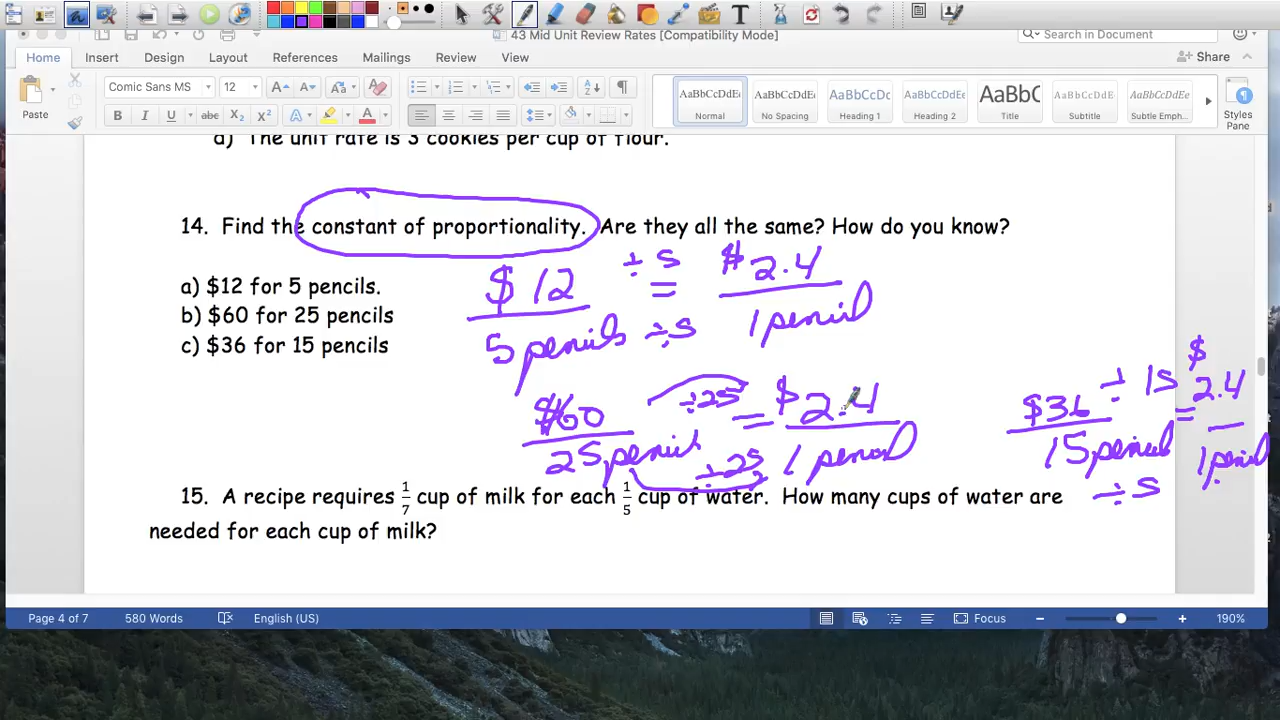 43 Mid Unit Review Rates [Compatibility Mode]
Search in Document
Home Insert Design Layout References Mailings Review View
Share
Paste
Comic Sans MS 12
B I U abc X₂ X²
AaBbCcDdEe AaBbCcDdEe AaBbCcDc AaBbCcDdEe AaBbC AaBbCcDdEe AaBbCcDdEe
Normal No Spacing Heading 1 Heading 2 Title Subtitle Subtle Emph...
Styles
Pane
d) The unit rate is 3 cookies per cup of flour.
14. Find the constant of proportionality. Are they all the same? How do you know?
a) $12 for 5 pencils.
b) $60 for 25 pencils
c) $36 for 15 pencils
$12 ÷5 = $2.4
5 pencils ÷5 1 pencil
$60 ÷25 = $2.4
25 pencil ÷25 1 pencil
$36 ÷15 = $2.4
15 pencil ÷5 1 pencil
15. A recipe requires 1/7 cup of milk for each 1/5 cup of water. How many cups of water are
needed for each cup of milk?
Page 4 of 7 580 Words English (US) Focus 190%